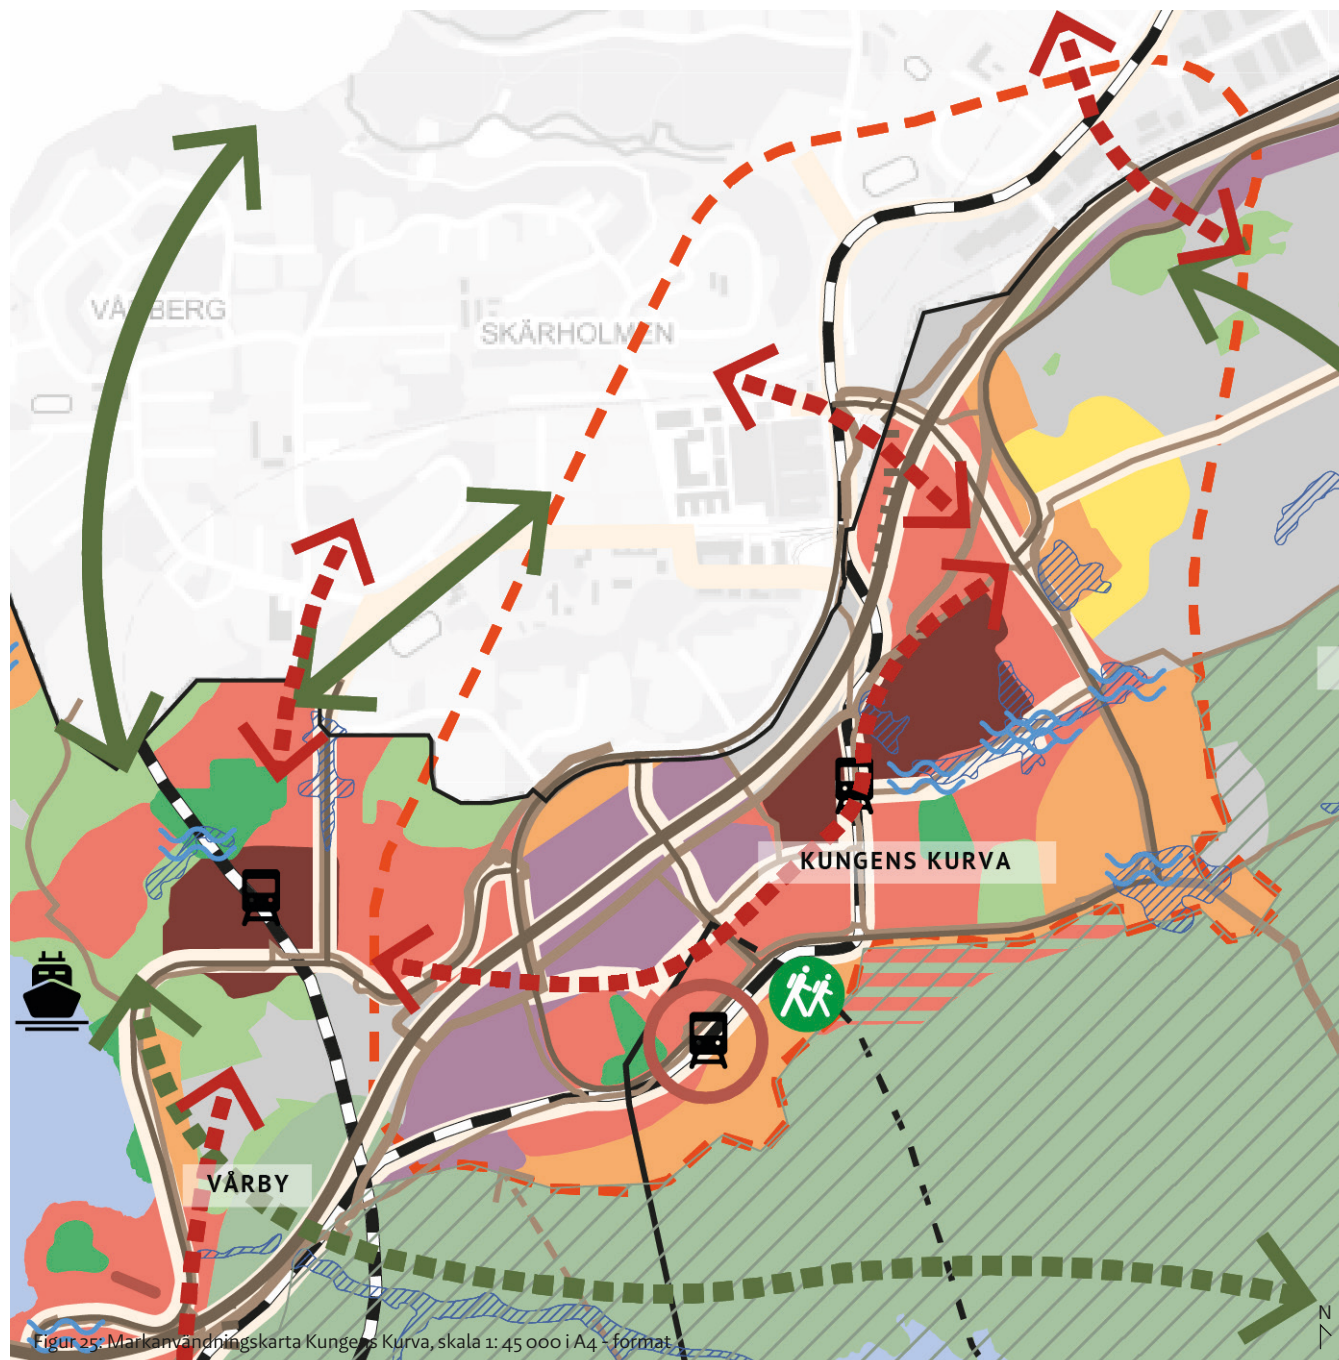 VÅRBERG
SKÄRHOLMEN
KUNGENS KURVA
VÅRBY
N
Figur 25: Markanvändningskarta Kungens Kurva, skala 1: 45 000 i A4 - format